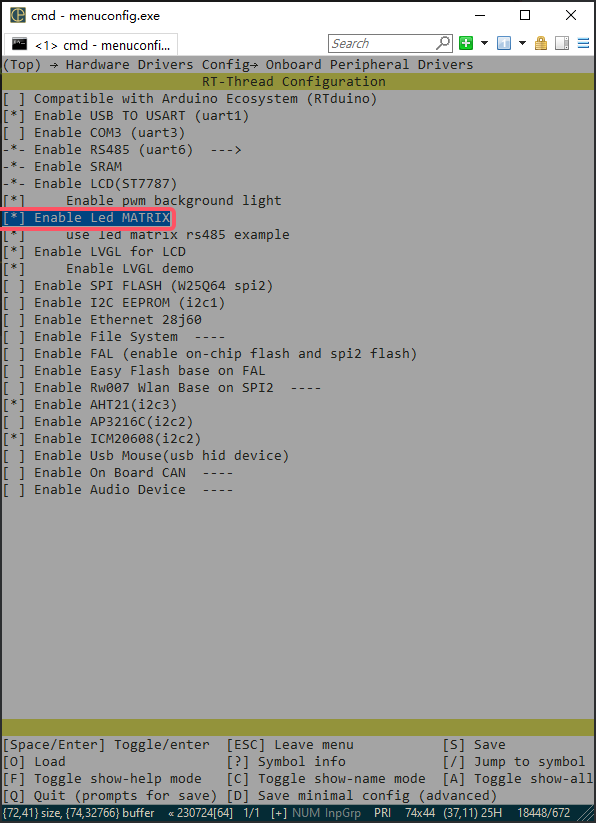 cmd - menuconfig.exe
<1> cmd - menuconfi...
Search
(Top) → Hardware Drivers Config→ Onboard Peripheral Drivers
RT-Thread Configuration
[ ] Compatible with Arduino Ecosystem (RTduino)
[*] Enable USB TO USART (uart1)
[ ] Enable COM3 (uart3)
-*- Enable RS485 (uart6)  --->
-*- Enable SRAM
-*- Enable LCD(ST7787)
[*]     Enable pwm background light
[*] Enable Led MATRIX
[*]     use led matrix rs485 example
[*] Enable LVGL for LCD
[*]     Enable LVGL demo
[ ] Enable SPI FLASH (W25Q64 spi2)
[ ] Enable I2C EEPROM (i2c1)
[ ] Enable Ethernet 28j60
[ ] Enable File System  ----
[ ] Enable FAL (enable on-chip flash and spi2 flash)
[ ] Enable Easy Flash base on FAL
[ ] Enable Rw007 Wlan Base on SPI2  ----
[*] Enable AHT21(i2c3)
[ ] Enable AP3216C(i2c2)
[*] Enable ICM20608(i2c2)
[ ] Enable Usb Mouse(usb hid device)
[ ] Enable On Board CAN  ----
[ ] Enable Audio Device  ----
[Space/Enter] Toggle/enter  [ESC] Leave menu  [S] Save
[O] Load  [?] Symbol info  [/] Jump to symbol
[F] Toggle show-help mode  [C] Toggle show-name mode  [A] Toggle show-all
[Q] Quit (prompts for save) [D] Save minimal config (advanced)
{72,41} size, {74,32766} buffer  « 230724[64]  1/1  [+] NUM InpGrp  PRI  74x44  (37,11) 25H  18448/672